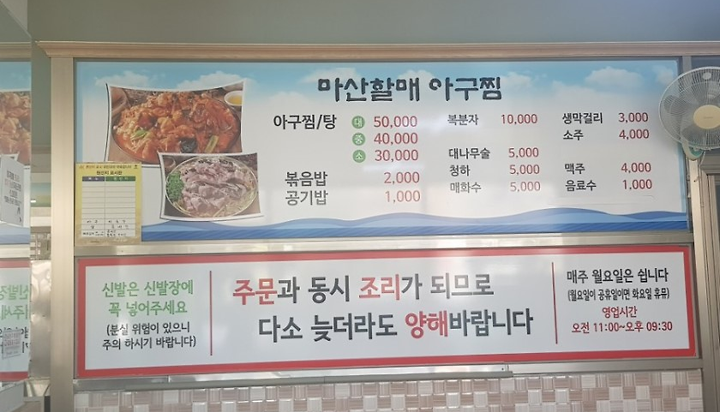 마산할매 아구찜
아구찜/탕 대 50,000
중 40,000
소 30,000
볶음밥 2,000
공기밥 1,000
복분자 10,000
대나무술 5,000
청하 5,000
매화수 5,000
생막걸리 3,000
소주 4,000
맥주 4,000
음료수 1,000
신발은 신발장에
꼭 넣어주세요
(분실 위험이 있으니
주의 하시기 바랍니다)
주문과 동시 조리가 되므로
다소 늦더라도 양해바랍니다
매주 월요일은 쉽니다
(월요일이 공휴일이면 화요일 휴무)
영업시간
오전 11:00~오후 09:30